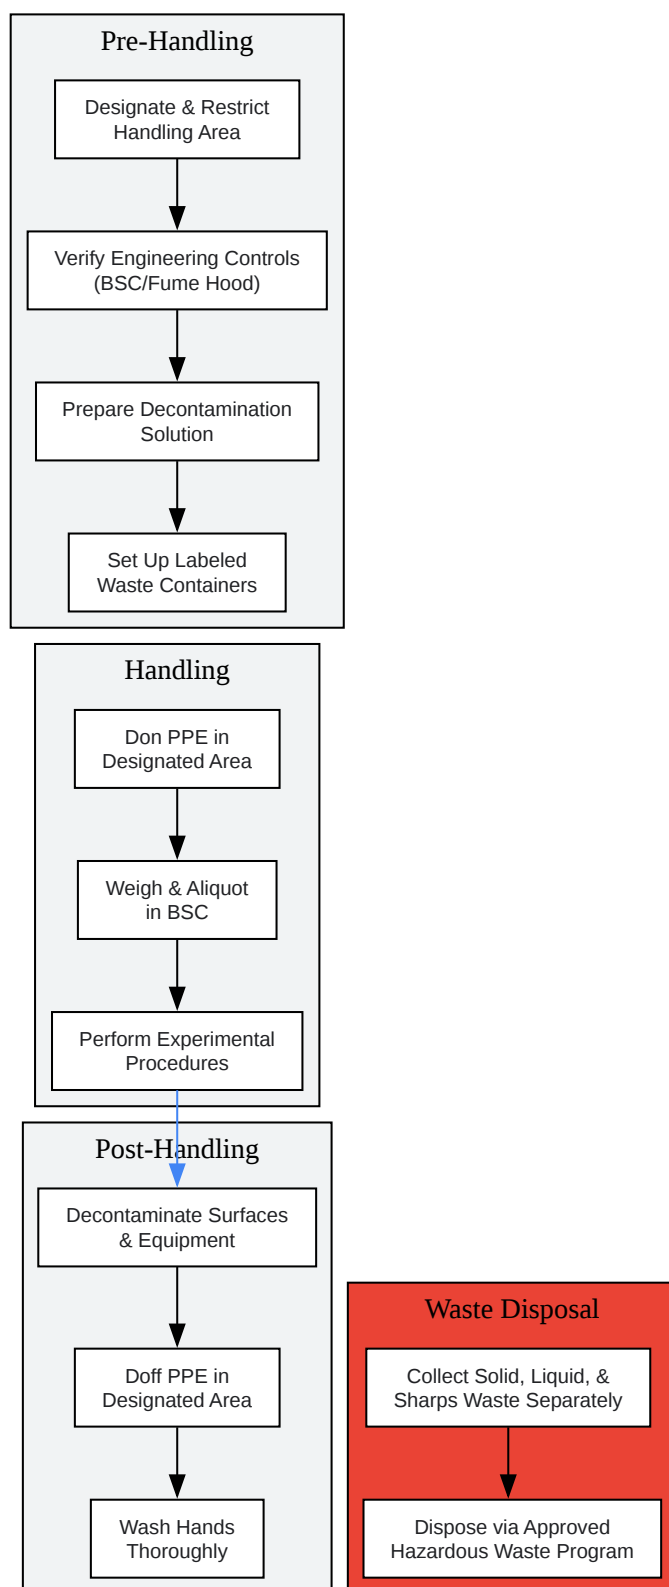 Pre-Handling
Designate & Restrict
Handling Area
Verify Engineering Controls
(BSC/Fume Hood)
Prepare Decontamination
Solution
Set Up Labeled
Waste Containers
Handling
Don PPE in
Designated Area
Weigh & Aliquot
in BSC
Perform Experimental
Procedures
Post-Handling
Decontaminate Surfaces
& Equipment
Doff PPE in
Designated Area
Wash Hands
Thoroughly
Waste Disposal
Collect Solid, Liquid, &
Sharps Waste Separately
Dispose via Approved
Hazardous Waste Program